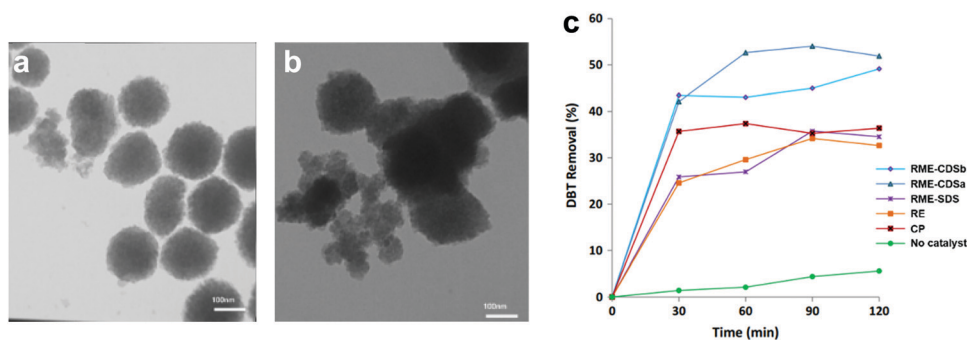 a
100nm
b
100nm
c
60
50
40
30
20
10
0
DBT Removal (%)
0 30 60 90 120
Time (min)
RME-CDSb
RME-CDSa
RME-SDS
RE
CP
No catalyst